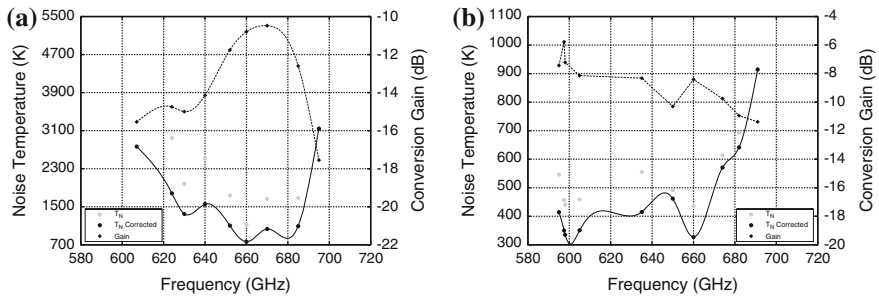 (a)
Noise Temperature (K)
5500
4700
3900
3100
2300
1500
700
-10
-12
-14
-16
-18
-20
-22
Conversion Gain (dB)
T_N
T_N Corrected
Gain
580 600 620 640 660 680 700 720
Frequency (GHz)
(b)
Noise Temperature (K)
1100
1000
900
800
700
600
500
400
300
-4
-6
-8
-10
-12
-14
-16
-18
-20
Conversion Gain (dB)
T_N
T_N Corrected
Gain
580 600 620 640 660 680 700 720
Frequency (GHz)